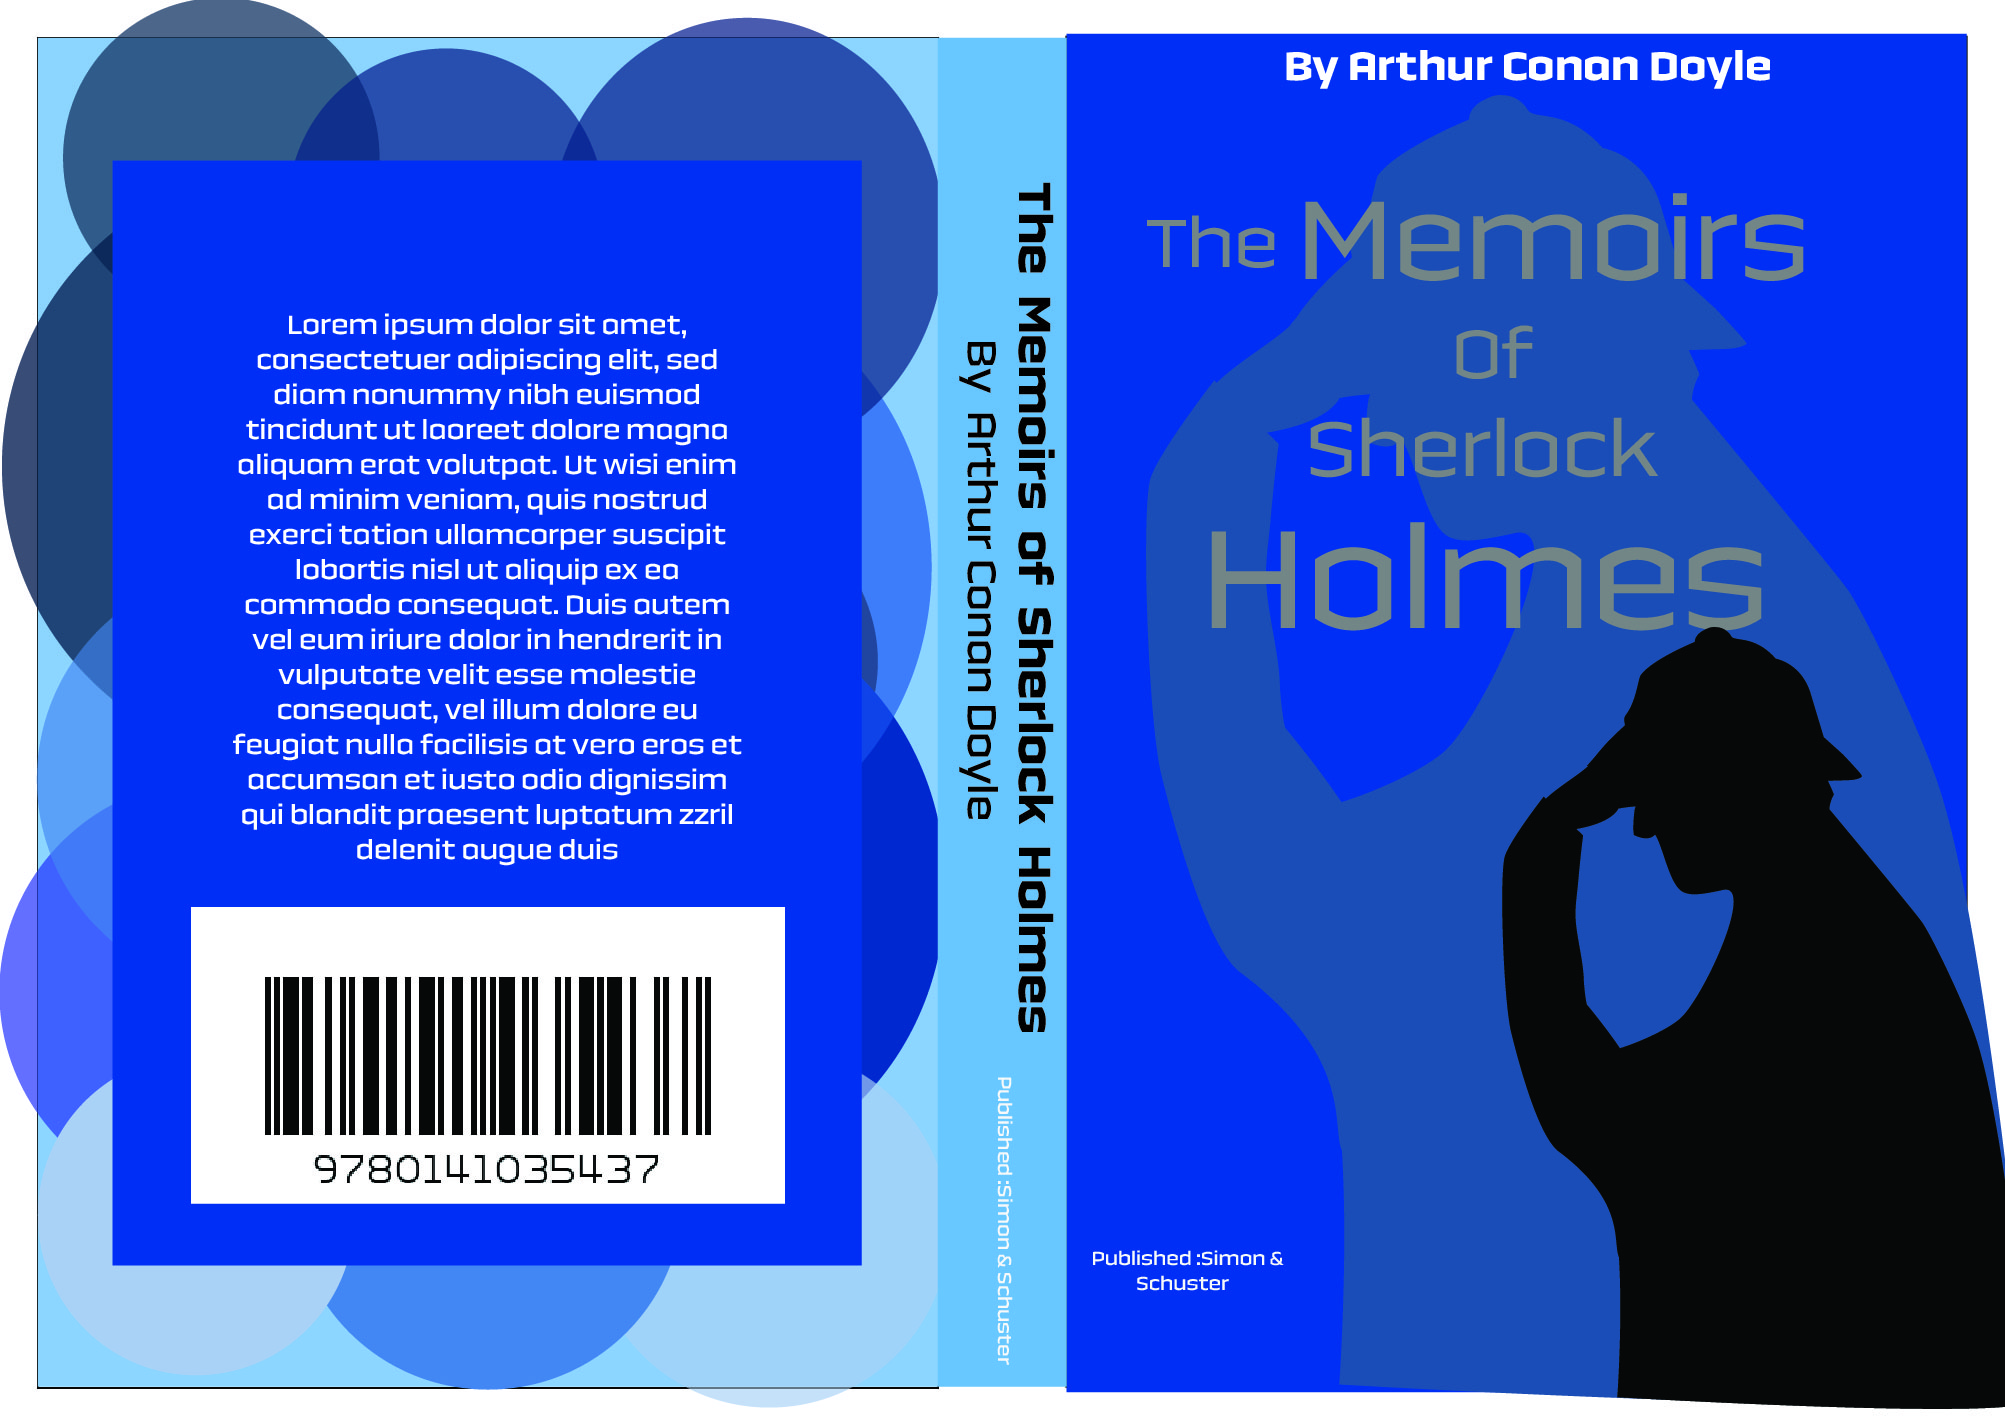 Lorem ipsum dolor sit amet,
consectetuer adipiscing elit, sed
diam nonummy nibh euismod
tincidunt ut laoreet dolore magna
aliquam erat volutpat. Ut wisi enim
ad minim veniam, quis nostrud
exerci tation ullamcorper suscipit
lobortis nisl ut aliquip ex ea
commodo consequat. Duis autem
vel eum iriure dolor in hendrerit in
vulputate velit esse molestie
consequat, vel illum dolore eu
feugiat nulla facilisis at vero eros et
accumsan et iusto odio dignissim
qui blandit praesent luptatum zzril
delenit augue duis
9780141035437
The Memoirs of Sherlock Holmes
By Arthur Conan Doyle
Published :Simon & Schuster
By Arthur Conan Doyle
The Memoirs
Of
Sherlock
Holmes
Published :Simon &
Schuster